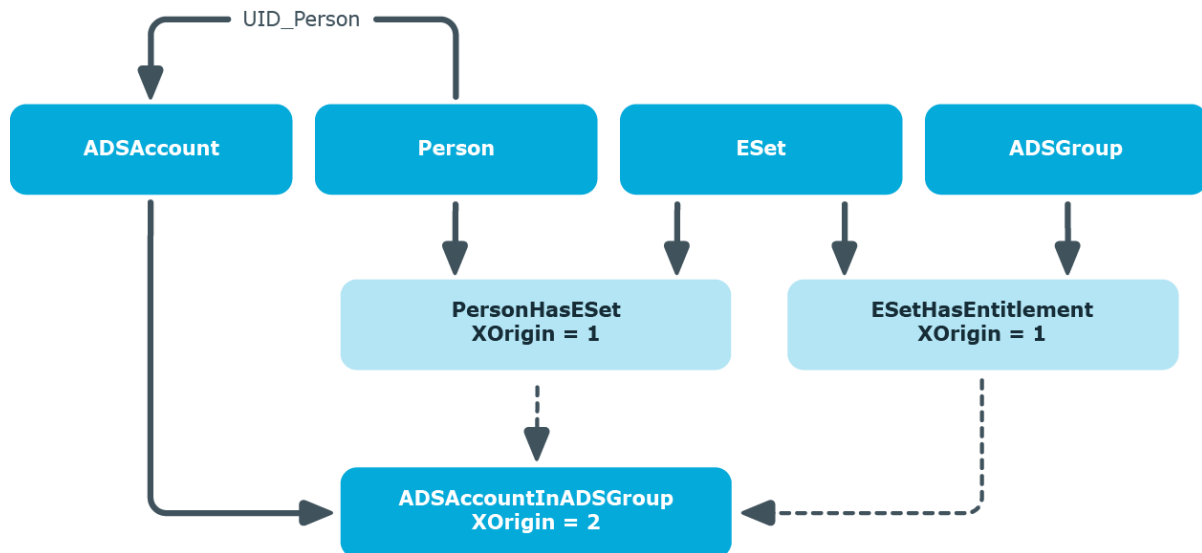 UID_Person
ADSAccount
Person
ESet
ADSGroup
PersonHasESet
XOrigin = 1
ESetHasEntitlement
XOrigin = 1
ADSAccountInADSGroup
XOrigin = 2